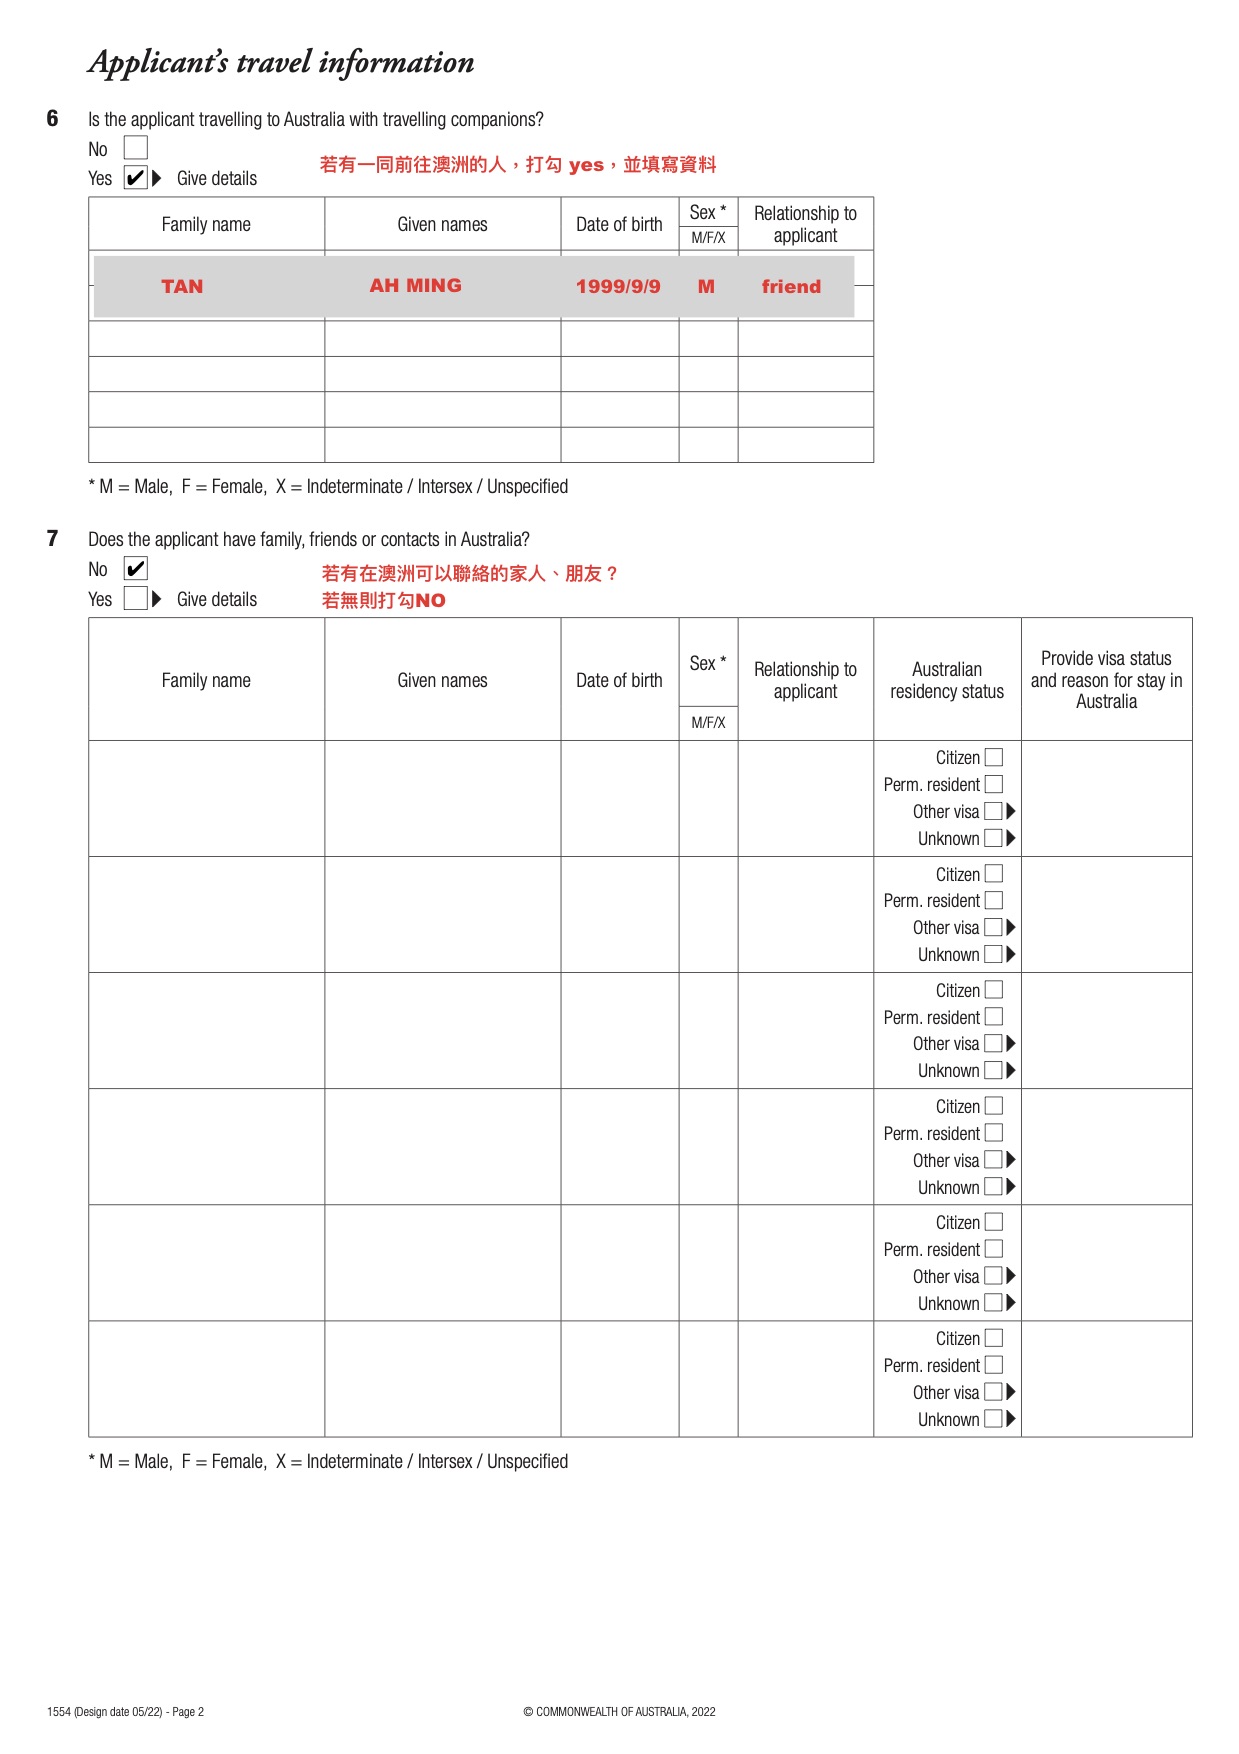 Applicant's travel information
6 Is the applicant travelling to Australia with travelling companions?
No
Yes ✔ Give details
若有一同前往澳洲的人，打勾 yes，並填寫資料
Family name Given names Date of birth Sex * M/F/X Relationship to applicant
TAN AH MING 1999/9/9 M friend
* M = Male, F = Female, X = Indeterminate / Intersex / Unspecified
7 Does the applicant have family, friends or contacts in Australia?
No ✔
若有在澳洲可以聯絡的家人、朋友？
Yes Give details
若無則打勾NO
Family name Given names Date of birth Sex * M/F/X Relationship to applicant Australian residency status Provide visa status and reason for stay in Australia
Citizen
Perm. resident
Other visa
Unknown
Citizen
Perm. resident
Other visa
Unknown
Citizen
Perm. resident
Other visa
Unknown
Citizen
Perm. resident
Other visa
Unknown
Citizen
Perm. resident
Other visa
Unknown
Citizen
Perm. resident
Other visa
Unknown
* M = Male, F = Female, X = Indeterminate / Intersex / Unspecified
1554 (Design date 05/22) - Page 2 © COMMONWEALTH OF AUSTRALIA, 2022